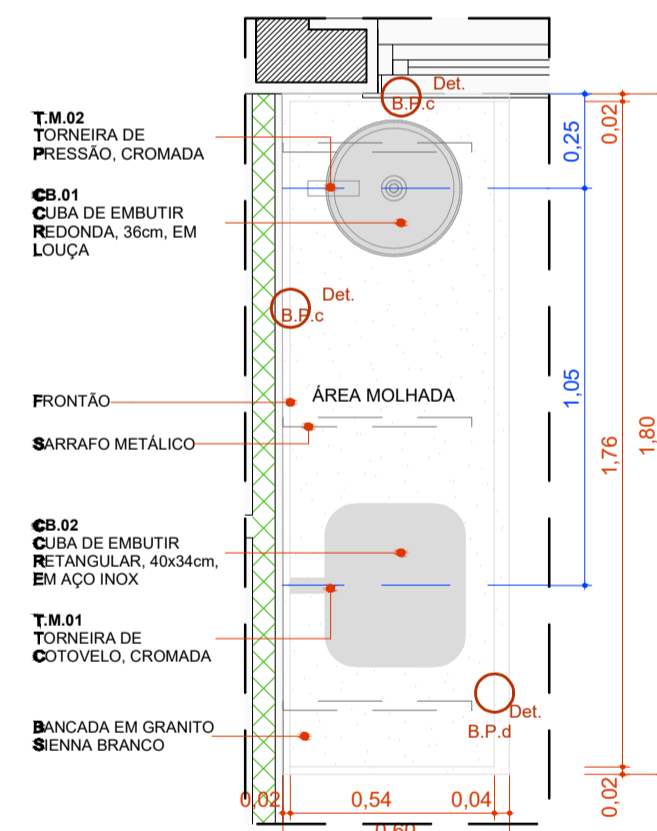 T.M.02
TORNEIRA DE
PRESSÃO, CROMADA
CB.01
CUBA DE EMBUTIR
REDONDA, 36cm, EM
LOUÇA
FRONTÃO
SARRAFO METÁLICO
CB.02
CUBA DE EMBUTIR
RETANGULAR, 40x34cm,
EM AÇO INOX
T.M.01
TORNEIRA DE
COTOVELO, CROMADA
BANCADA EM GRANITO
SIENNA BRANCO
Det.
B.P.c
Det.
B.P.c
ÁREA MOLHADA
Det.
B.P.d
0,25
1,05
0,02
1,76
0,02
1,80
0,02
0,54
0,04
0,60